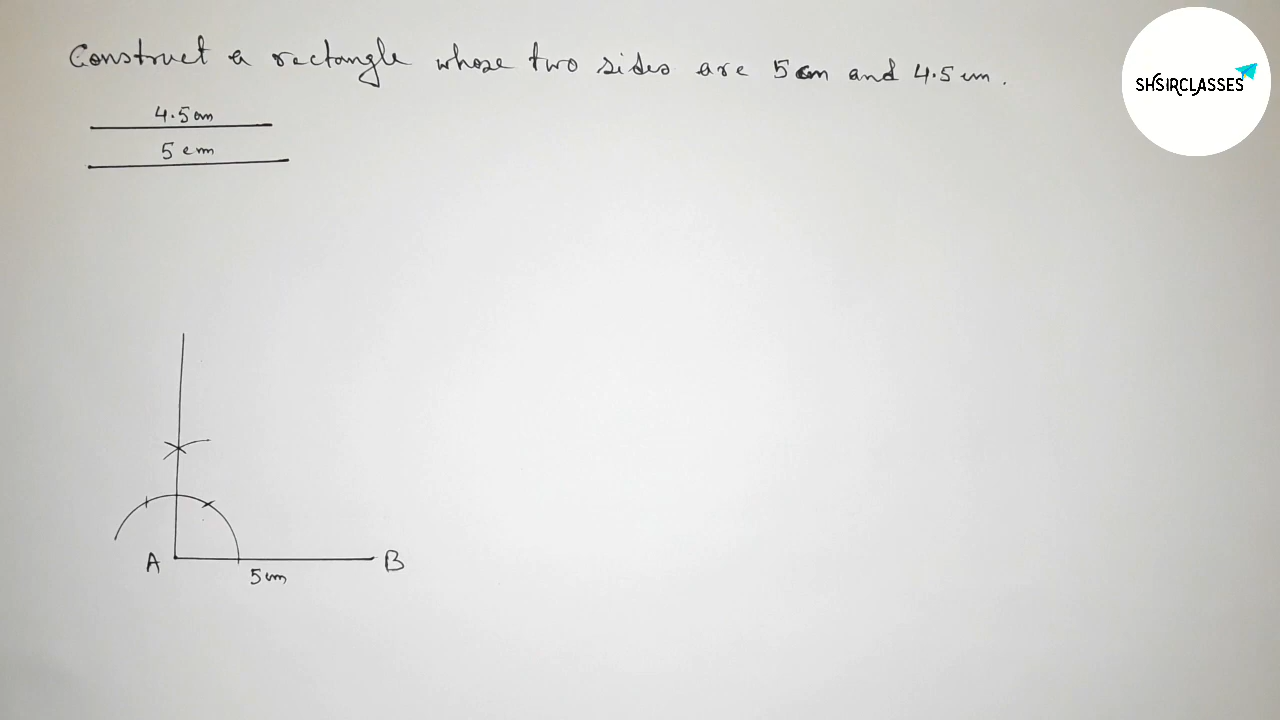 Construct a rectangle whose two sides are 5 cm and 4.5 cm.
SHSIRCLASSES
4.5 cm
5 cm
A
B
5 cm